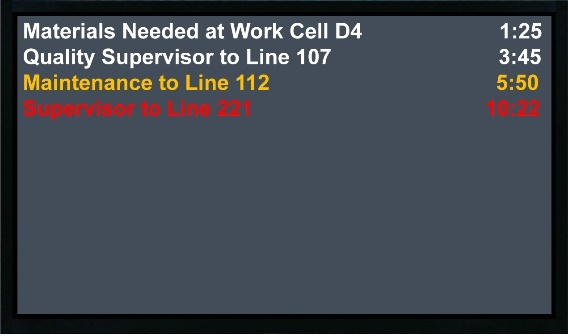 Materials Needed at Work Cell D4 1:25
Quality Supervisor to Line 107 3:45
Maintenance to Line 112 5:50
Supervisor to Line 221 10:22